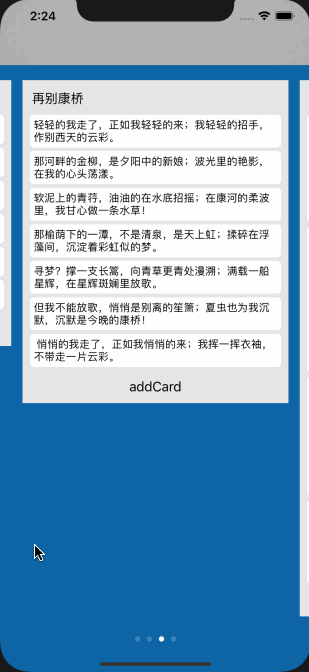 2:24
再别康桥
轻轻的我走了，正如我轻轻的来；我轻轻的招手，
作别西天的云彩。
那河畔的金柳，是夕阳中的新娘；波光里的艳影，
在我的心头荡漾。
软泥上的青荇，油油的在水底招摇；在康河的柔波
里，我甘心做一条水草！
那榆荫下的一潭，不是清泉，是天上虹；揉碎在浮
藻间，沉淀着彩虹似的梦。
寻梦？撑一支长篙，向青草更青处漫溯；满载一船
星辉，在星辉斑斓里放歌。
但我不能放歌，悄悄是别离的笙箫；夏虫也为我沉
默，沉默是今晚的康桥！
悄悄的我走了，正如我悄悄的来；我挥一挥衣袖，
不带走一片云彩。
addCard